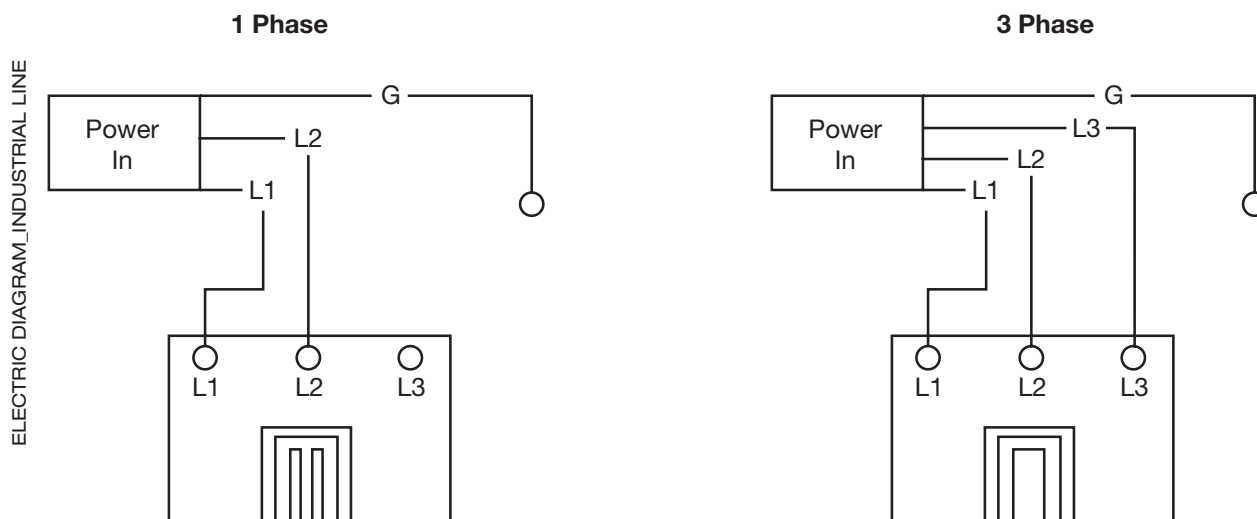 1 Phase
3 Phase
ELECTRIC DIAGRAM_INDUSTRIAL LINE
Power
In
G
L2
L1
L1
L2
L3
Power
In
G
L3
L2
L1
L1
L2
L3